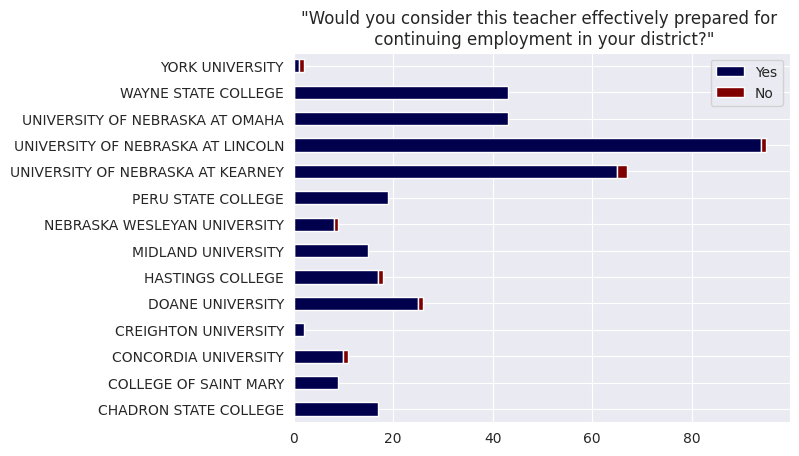 "Would you consider this teacher effectively prepared for
continuing employment in your district?"
YORK UNIVERSITY
WAYNE STATE COLLEGE
UNIVERSITY OF NEBRASKA AT OMAHA
UNIVERSITY OF NEBRASKA AT LINCOLN
UNIVERSITY OF NEBRASKA AT KEARNEY
PERU STATE COLLEGE
NEBRASKA WESLEYAN UNIVERSITY
MIDLAND UNIVERSITY
HASTINGS COLLEGE
DOANE UNIVERSITY
CREIGHTON UNIVERSITY
CONCORDIA UNIVERSITY
COLLEGE OF SAINT MARY
CHADRON STATE COLLEGE
0 20 40 60 80
Yes
No